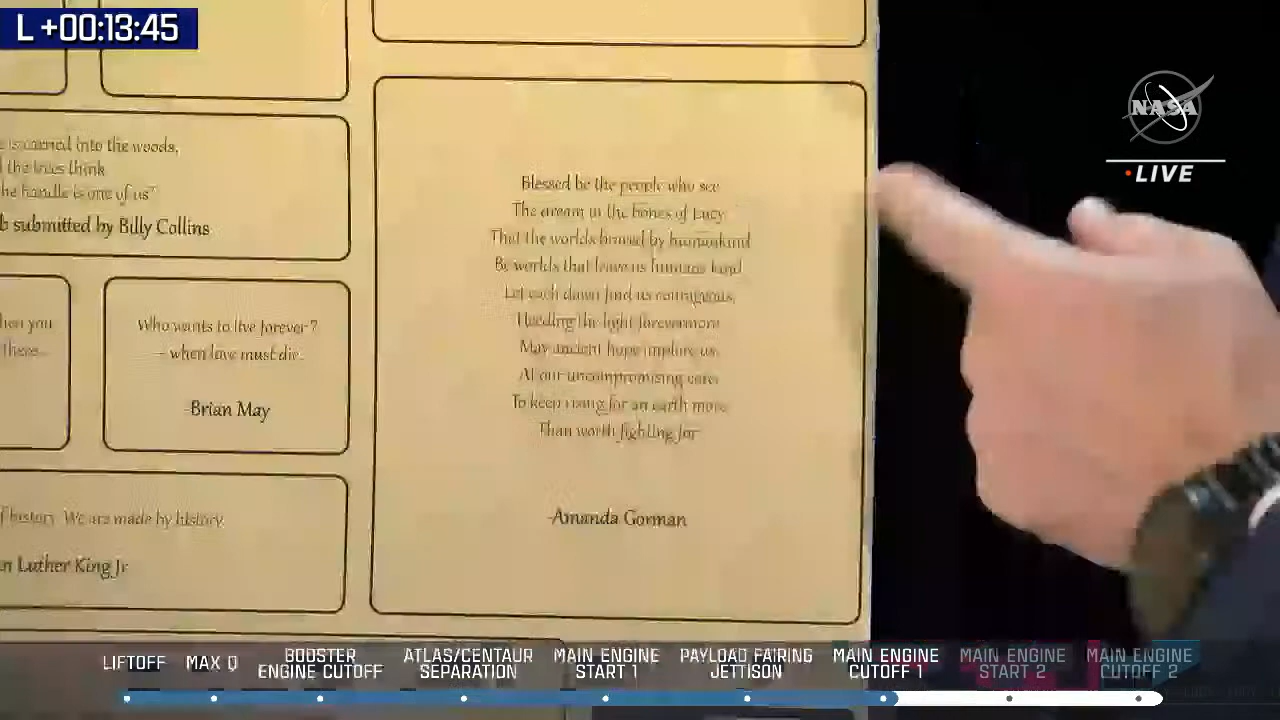 L +00:13:45
NASA
LIVE
is carried into the woods,
the trees think
he handle is one of us"
b submitted by Billy Collins
hen you
there
Who wants to live forever?
- when love must die.
-Brian May
f history. We are made by history.
n Luther King Jr
Blessed be the people who see
The dream in the bones of Lucy
That the worlds braved by humankind
Be worlds that leave us humans kind
Let each dawn find us courageous,
Heeding the light forevermore
May ancient hope implore us
At our uncompromising core
To keep rising for an earth more
Than worth fighting for
-Amanda Gorman
LIFTOFF
MAX Q
BOOSTER
ENGINE CUTOFF
ATLAS/CENTAUR
SEPARATION
MAIN ENGINE
START 1
PAYLOAD FAIRING
JETTISON
MAIN ENGINE
CUTOFF 1
MAIN ENGINE
START 2
MAIN ENGINE
CUTOFF 2